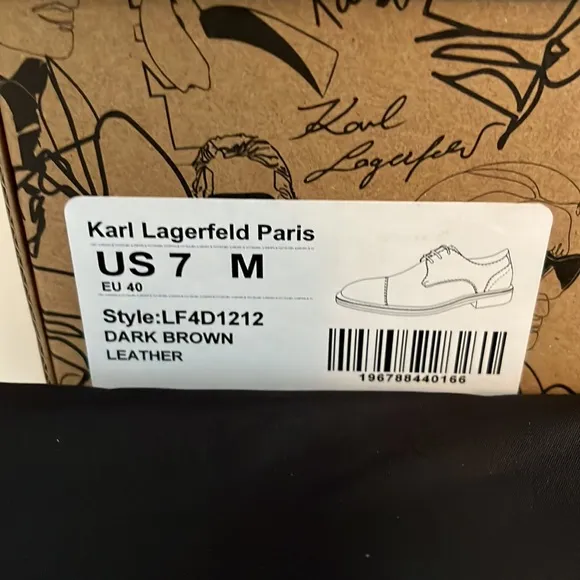 Karl
Lagerfeld
Karl Lagerfeld Paris
US 7 M
EU 40
Style:LF4D1212
DARK BROWN
LEATHER
196788440166